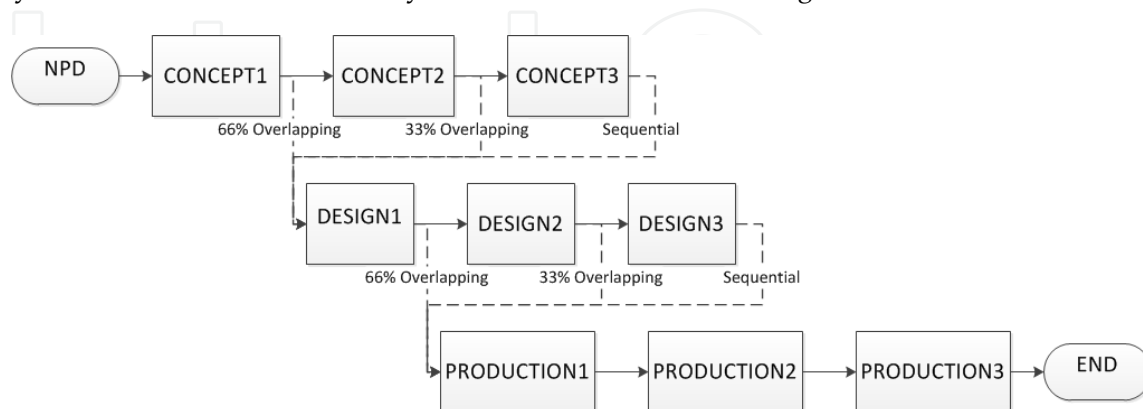 NPD
CONCEPT1
CONCEPT2
CONCEPT3
66% Overlapping
33% Overlapping
Sequential
DESIGN1
DESIGN2
DESIGN3
66% Overlapping
33% Overlapping
Sequential
PRODUCTION1
PRODUCTION2
PRODUCTION3
END